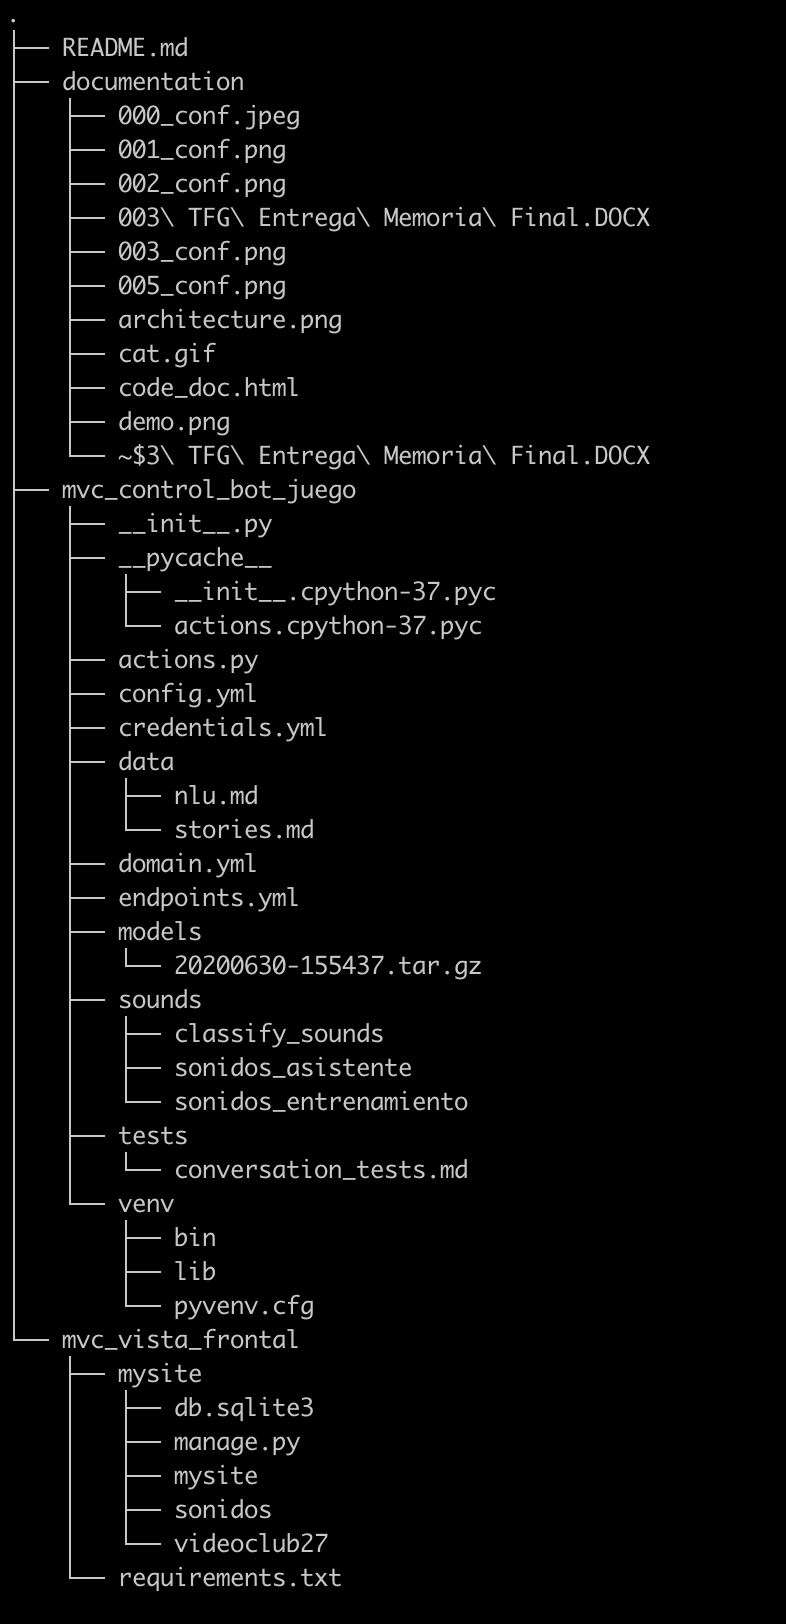 .
├── README.md
├── documentation
│   ├── 000_conf.jpeg
│   ├── 001_conf.png
│   ├── 002_conf.png
│   ├── 003\ TFG\ Entrega\ Memoria\ Final.DOCX
│   ├── 003_conf.png
│   ├── 005_conf.png
│   ├── architecture.png
│   ├── cat.gif
│   ├── code_doc.html
│   ├── demo.png
│   └── ~$3\ TFG\ Entrega\ Memoria\ Final.DOCX
├── mvc_control_bot_juego
│   ├── __init__.py
│   ├── __pycache__
│   │   ├── __init__.cpython-37.pyc
│   │   └── actions.cpython-37.pyc
│   ├── actions.py
│   ├── config.yml
│   ├── credentials.yml
│   ├── data
│   │   ├── nlu.md
│   │   └── stories.md
│   ├── domain.yml
│   ├── endpoints.yml
│   ├── models
│   │   └── 20200630-155437.tar.gz
│   ├── sounds
│   │   ├── classify_sounds
│   │   ├── sonidos_asistente
│   │   └── sonidos_entrenamiento
│   ├── tests
│   │   └── conversation_tests.md
│   └── venv
│       ├── bin
│       ├── lib
│       └── pyvenv.cfg
└── mvc_vista_frontal
    ├── mysite
    │   ├── db.sqlite3
    │   ├── manage.py
    │   ├── mysite
    │   ├── sonidos
    │   └── videoclub27
    └── requirements.txt